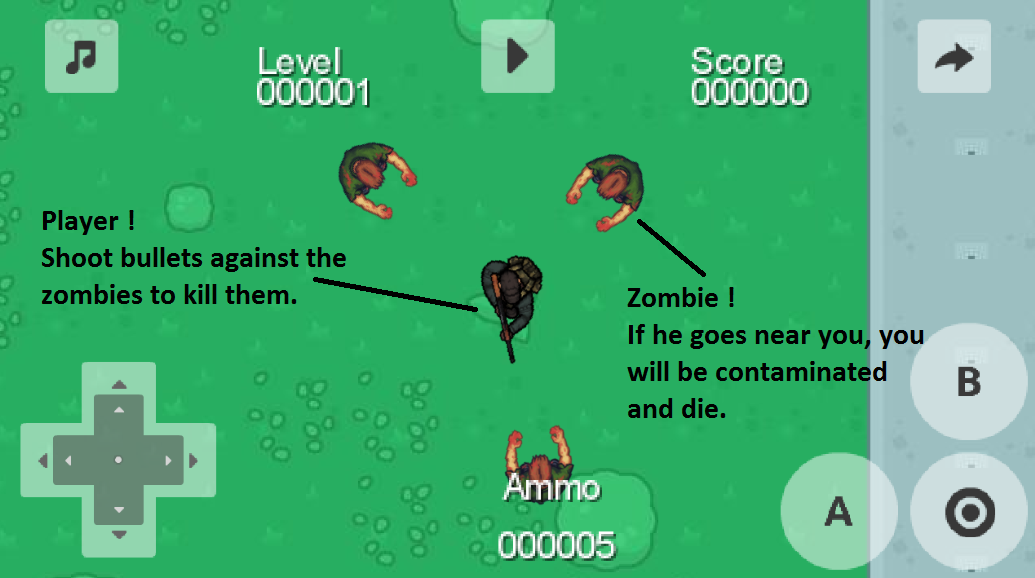 Level
000001
Score
000000
Player !
Shoot bullets against the
zombies to kill them.
Zombie !
If he goes near you, you
will be contaminated
and die.
B
A
Ammo
000005